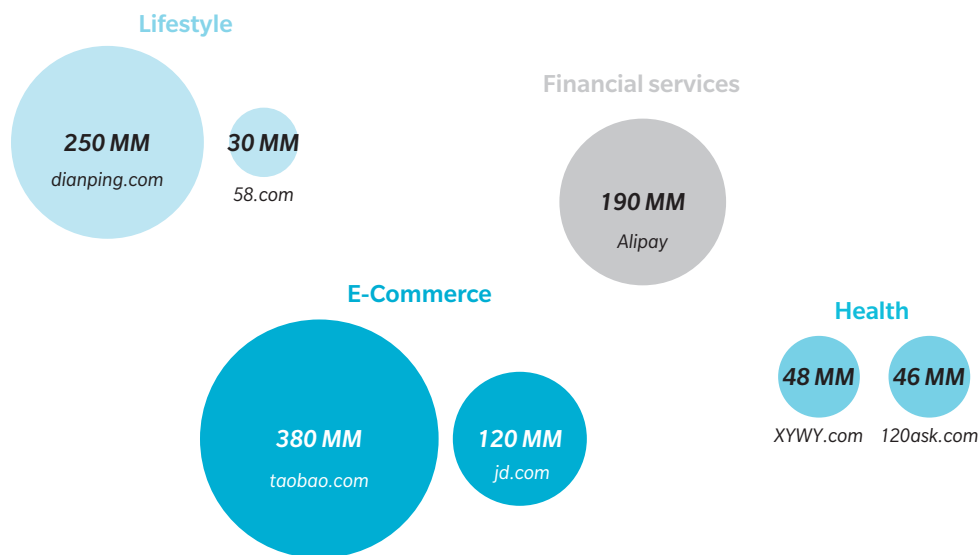 Lifestyle
250 MM
dianping.com
30 MM
58.com
Financial services
190 MM
Alipay
E-Commerce
380 MM
taobao.com
120 MM
jd.com
Health
48 MM
XYWY.com
46 MM
120ask.com